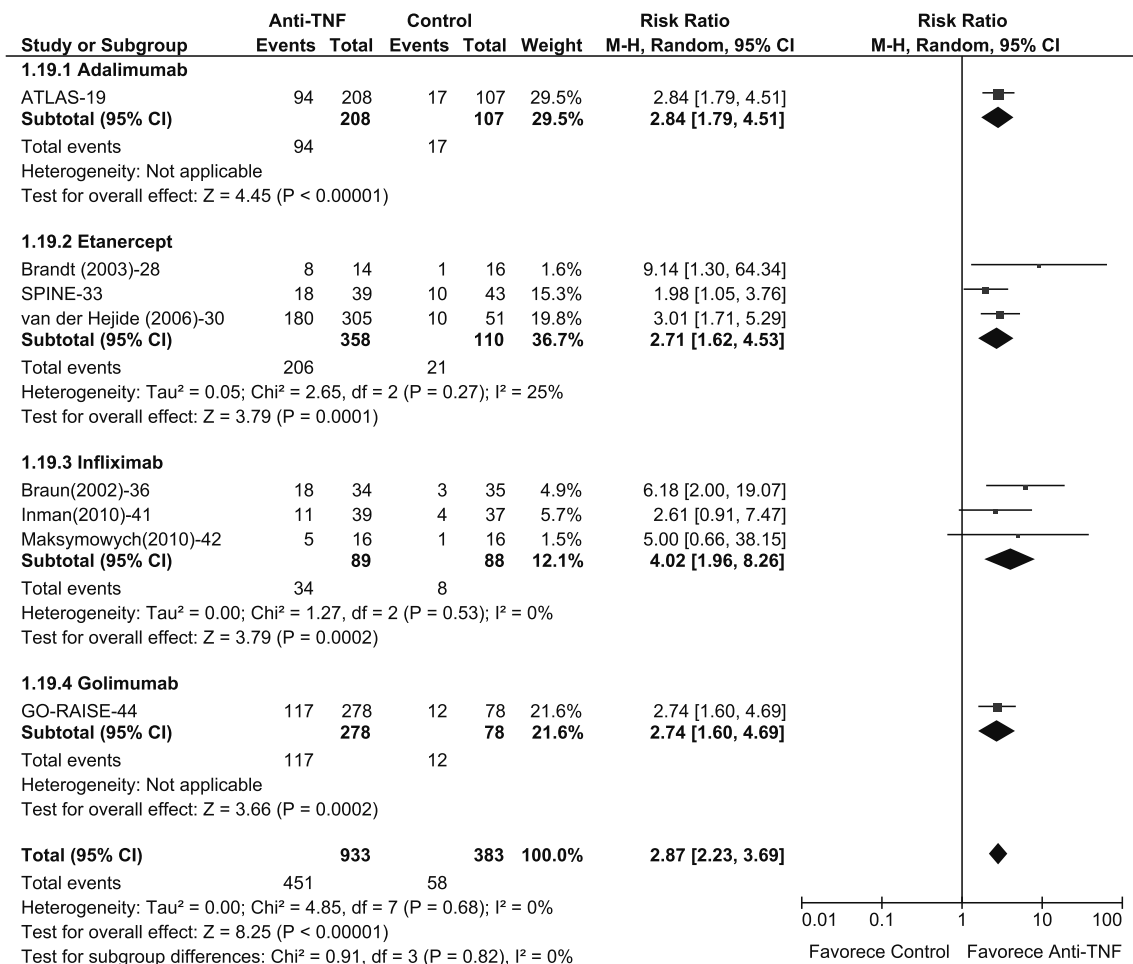 Anti-TNF Control Risk Ratio Risk Ratio
Study or Subgroup Events Total Events Total Weight M-H, Random, 95% CI M-H, Random, 95% CI
1.19.1 Adalimumab
ATLAS-19 94 208 17 107 29.5% 2.84 [1.79, 4.51]
Subtotal (95% CI) 208 107 29.5% 2.84 [1.79, 4.51]
Total events 94 17
Heterogeneity: Not applicable
Test for overall effect: Z = 4.45 (P < 0.00001)
1.19.2 Etanercept
Brandt (2003)-28 8 14 1 16 1.6% 9.14 [1.30, 64.34]
SPINE-33 18 39 10 43 15.3% 1.98 [1.05, 3.76]
van der Hejide (2006)-30 180 305 10 51 19.8% 3.01 [1.71, 5.29]
Subtotal (95% CI) 358 110 36.7% 2.71 [1.62, 4.53]
Total events 206 21
Heterogeneity: Tau² = 0.05; Chi² = 2.65, df = 2 (P = 0.27); I² = 25%
Test for overall effect: Z = 3.79 (P = 0.0001)
1.19.3 Infliximab
Braun(2002)-36 18 34 3 35 4.9% 6.18 [2.00, 19.07]
Inman(2010)-41 11 39 4 37 5.7% 2.61 [0.91, 7.47]
Maksymowych(2010)-42 5 16 1 16 1.5% 5.00 [0.66, 38.15]
Subtotal (95% CI) 89 88 12.1% 4.02 [1.96, 8.26]
Total events 34 8
Heterogeneity: Tau² = 0.00; Chi² = 1.27, df = 2 (P = 0.53); I² = 0%
Test for overall effect: Z = 3.79 (P = 0.0002)
1.19.4 Golimumab
GO-RAISE-44 117 278 12 78 21.6% 2.74 [1.60, 4.69]
Subtotal (95% CI) 278 78 21.6% 2.74 [1.60, 4.69]
Total events 117 12
Heterogeneity: Not applicable
Test for overall effect: Z = 3.66 (P = 0.0002)
Total (95% CI) 933 383 100.0% 2.87 [2.23, 3.69]
Total events 451 58
Heterogeneity: Tau² = 0.00; Chi² = 4.85, df = 7 (P = 0.68); I² = 0%
Test for overall effect: Z = 8.25 (P < 0.00001)
Test for subgroup differences: Chi² = 0.91, df = 3 (P = 0.82), I² = 0%
0.01 0.1 1 10 100
Favorece Control Favorece Anti-TNF